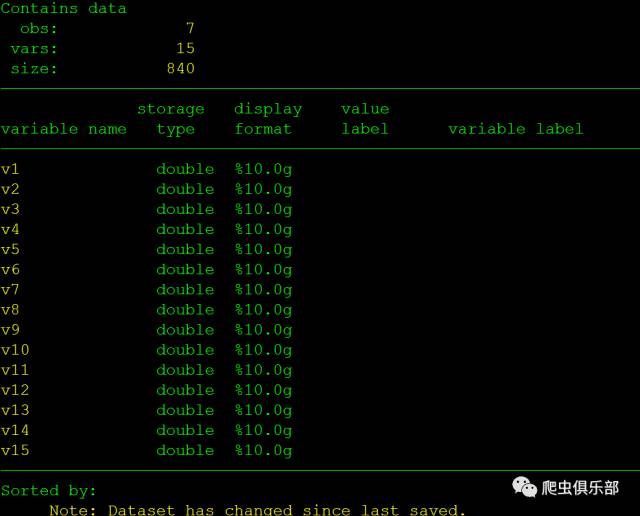 Contains data
obs: 7
vars: 15
size: 840
storage display value
variable name type format label variable label
v1 double %10.0g
v2 double %10.0g
v3 double %10.0g
v4 double %10.0g
v5 double %10.0g
v6 double %10.0g
v7 double %10.0g
v8 double %10.0g
v9 double %10.0g
v10 double %10.0g
v11 double %10.0g
v12 double %10.0g
v13 double %10.0g
v14 double %10.0g
v15 double %10.0g
Sorted by:
爬虫俱乐部
Note: Dataset has changed since last saved.